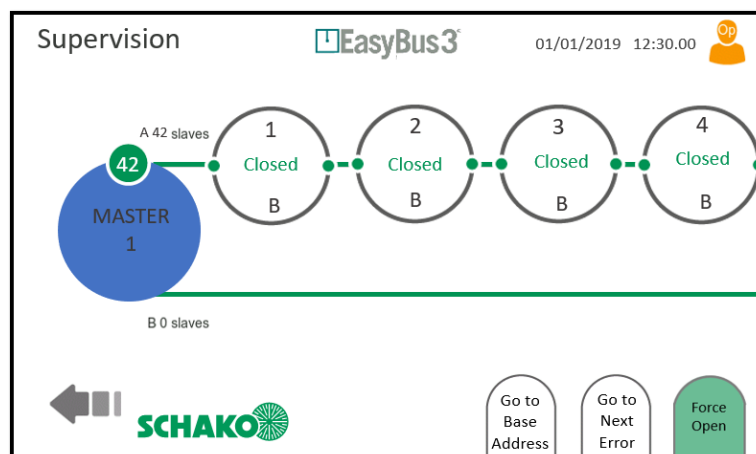 Supervision
EasyBus3
01/01/2019 12:30.00
Op
A 42 slaves
42
MASTER
1
1
Closed
B
2
Closed
B
3
Closed
B
4
Closed
B
B 0 slaves
SCHAKO
Go to
Base
Address
Go to
Next
Error
Force
Open